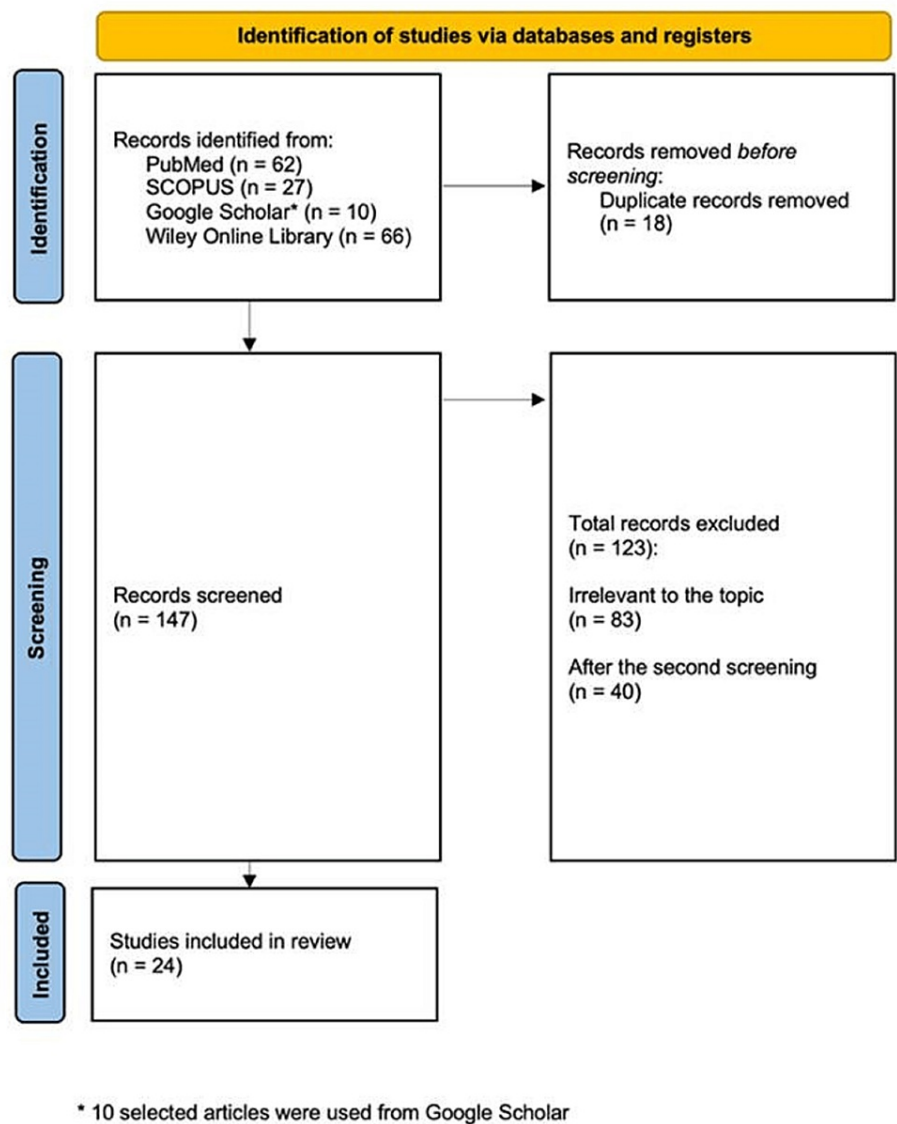 Identification of studies via databases and registers
Identification
Records identified from:
PubMed (n = 62)
SCOPUS (n = 27)
Google Scholar* (n = 10)
Wiley Online Library (n = 66)
Records removed before
screening:
Duplicate records removed
(n = 18)
Screening
Records screened
(n = 147)
Total records excluded
(n = 123):
Irrelevant to the topic
(n = 83)
After the second screening
(n = 40)
Included
Studies included in review
(n = 24)
* 10 selected articles were used from Google Scholar